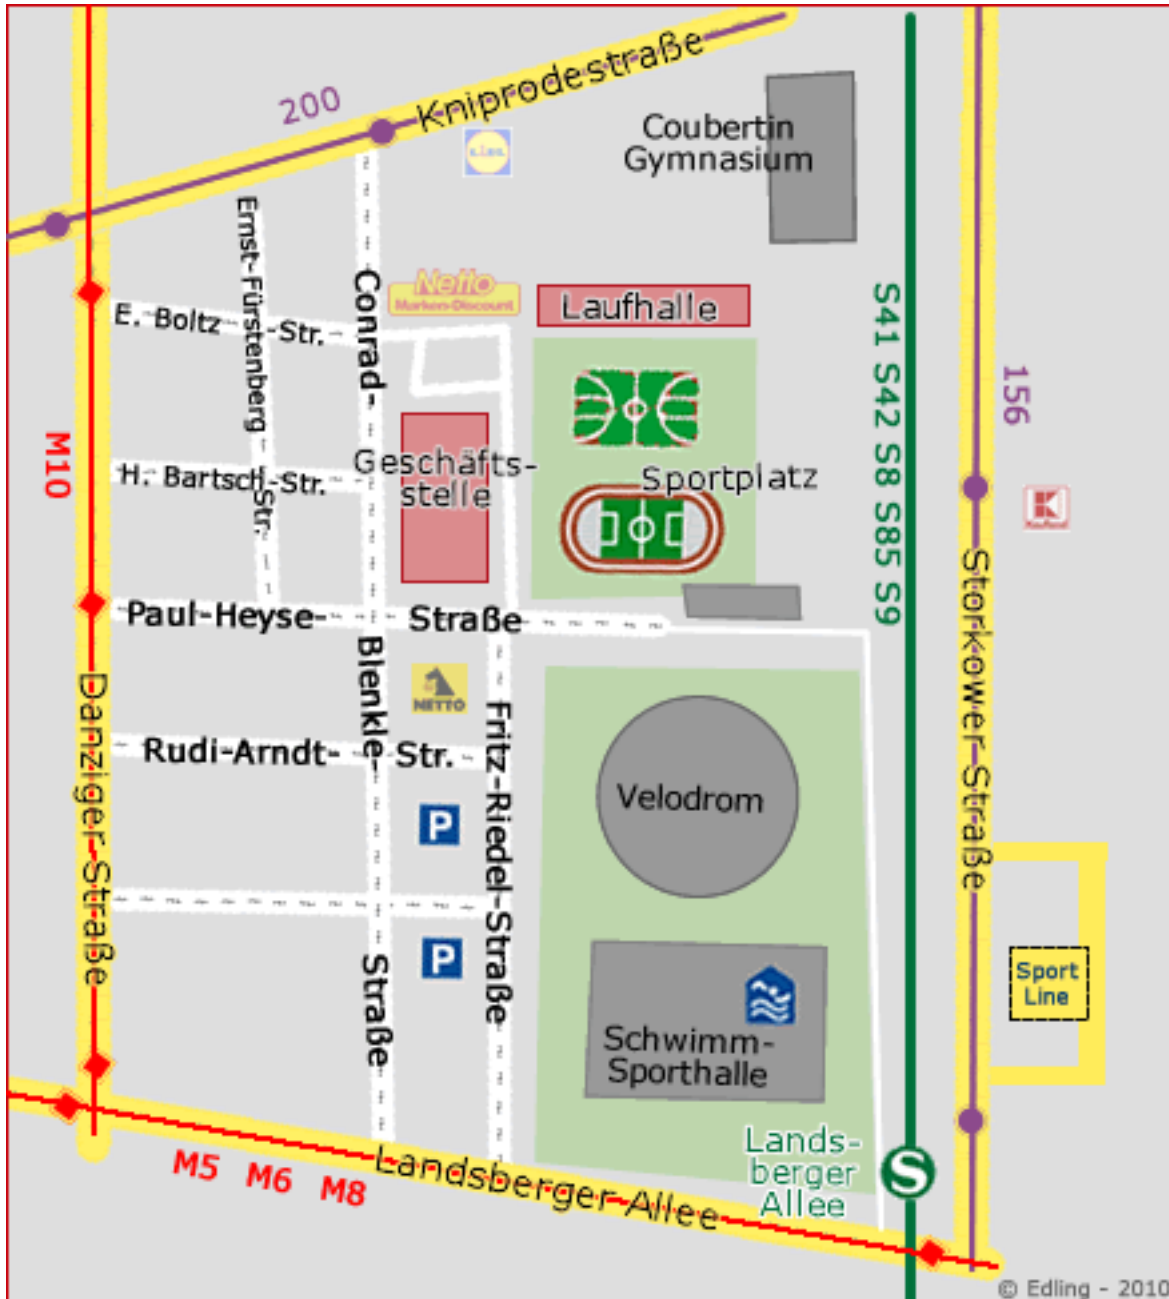 200
Kniprodestraße
LIDL
Coubertin
Gymnasium
Ernst-Fürstenberg
-Str.
Conrad-
Blenkle-
Straße
Netto
Marken-Discount
Laufhalle
E. Boltz
-Str.
S41 S42 S8 S85 S9
156
M10
H. Bartsch-Str.
Geschäfts-
stelle
Sportplatz
Kaufland
Storkower-Straße
Paul-Heyse-
Straße
NETTO
Danziger-Straße
Rudi-Arndt-
Str.
Fritz-Riedel-Straße
Velodrom
P
P
Sport
Line
Schwimm-
Sporthalle
Lands-
berger
Allee
S
M5 M6 M8
Landsberger Allee
© Edling - 2010